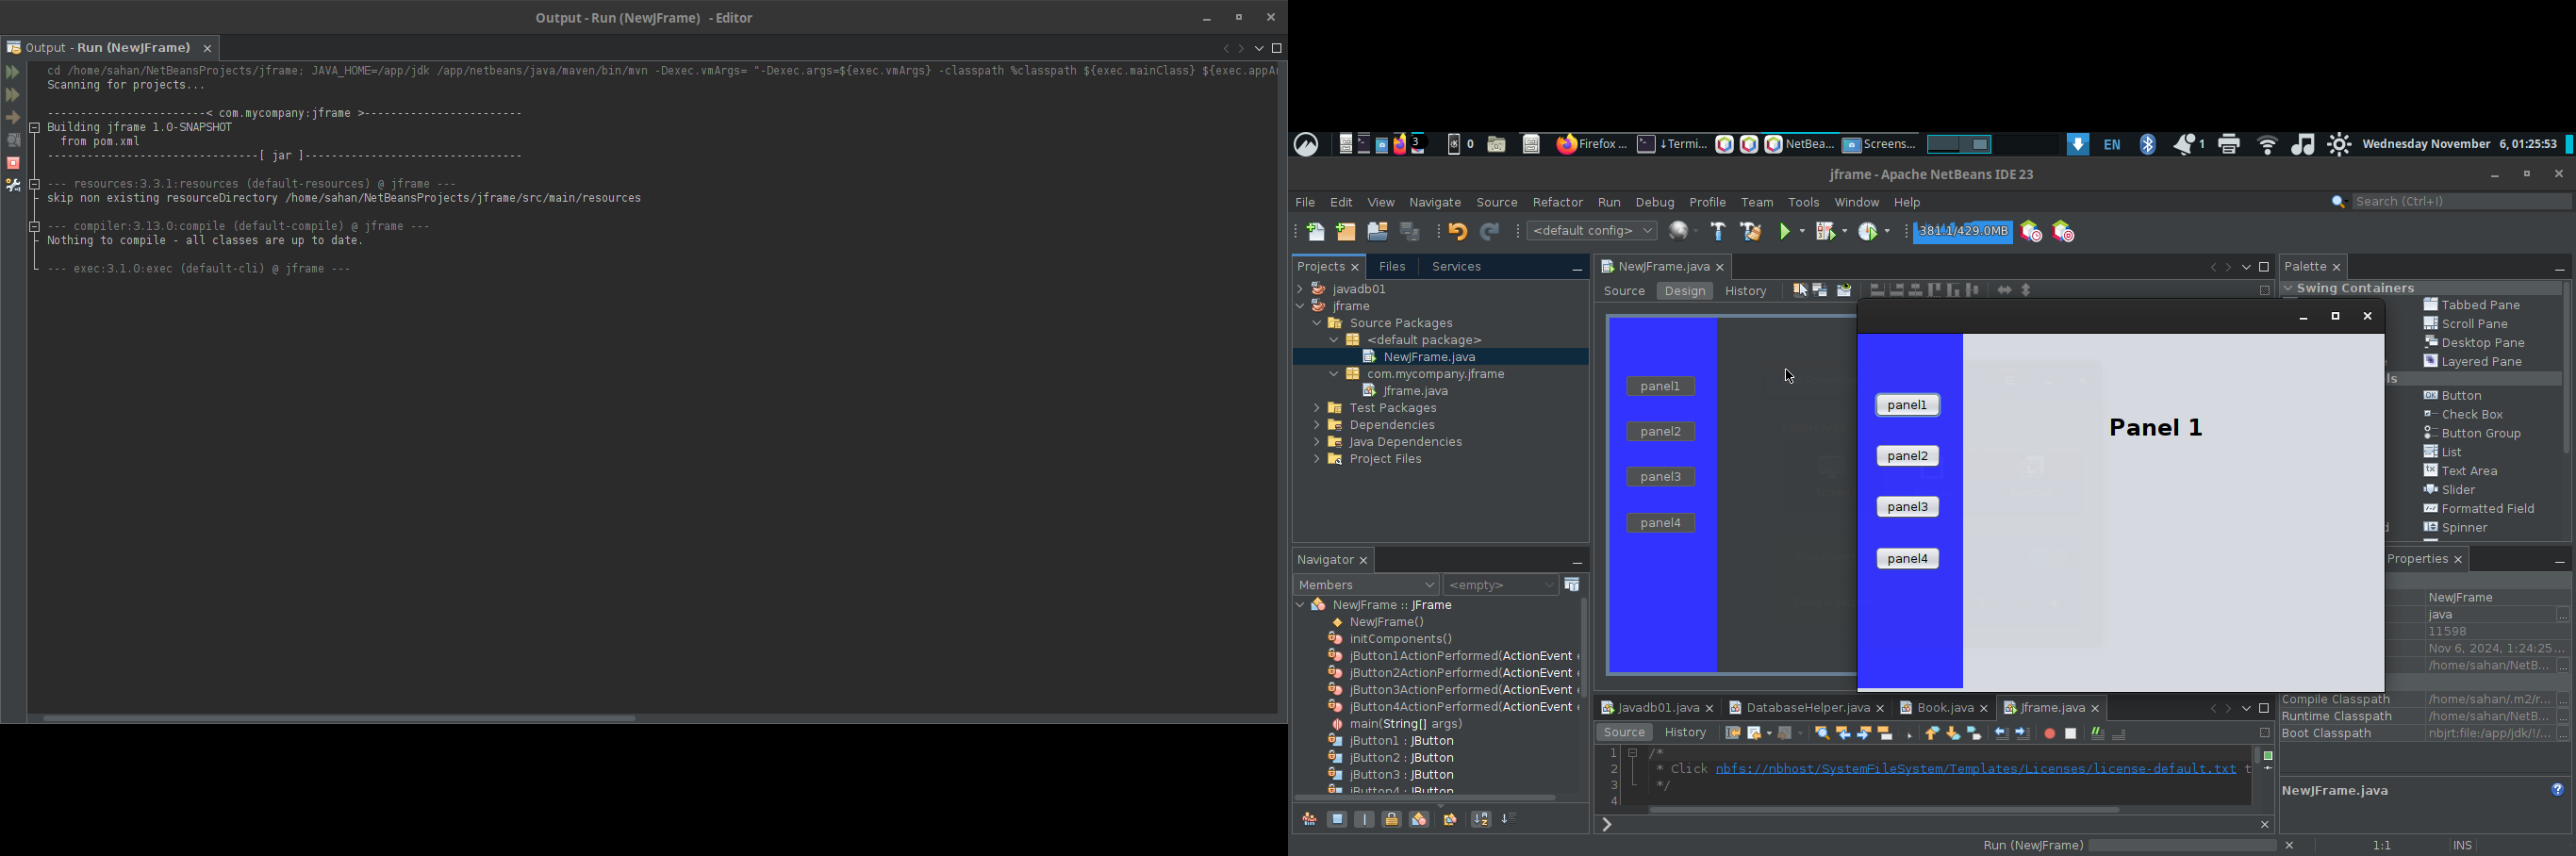 Output - Run (NewJFrame) - Editor
Output - Run (NewJFrame)
cd /home/sahan/NetBeansProjects/jframe; JAVA_HOME=/app/jdk /app/netbeans/java/maven/bin/mvn -Dexec.vmArgs= "-Dexec.args=${exec.vmArgs} -classpath %classpath ${exec.mainClass} ${exec.appAr
Scanning for projects...
-----------------------< com.mycompany:jframe >------------------------
Building jframe 1.0-SNAPSHOT
from pom.xml
--------------------------------[ jar ]---------------------------------
--- resources:3.3.1:resources (default-resources) @ jframe ---
skip non existing resourceDirectory /home/sahan/NetBeansProjects/jframe/src/main/resources
--- compiler:3.13.0:compile (default-compile) @ jframe ---
Nothing to compile - all classes are up to date.
--- exec:3.1.0:exec (default-cli) @ jframe ---
3 0 Firefox ... ↓Termi... NetBea... Screens... EN 1 Wednesday November 6, 01:25:53
jframe - Apache NetBeans IDE 23
File Edit View Navigate Source Refactor Run Debug Profile Team Tools Window Help Search (Ctrl+I)
<default config> 381.1/429.0MB
Projects Files Services
javadb01
jframe
Source Packages
<default package>
NewJFrame.java
com.mycompany.jframe
Jframe.java
Test Packages
Dependencies
Java Dependencies
Project Files
Navigator
Members <empty>
NewJFrame :: JFrame
NewJFrame()
initComponents()
jButton1ActionPerformed(ActionEvent
jButton2ActionPerformed(ActionEvent
jButton3ActionPerformed(ActionEvent
jButton4ActionPerformed(ActionEvent
main(String[] args)
jButton1 : JButton
jButton2 : JButton
jButton3 : JButton
jButton4 : JButton
NewJFrame.java
Source Design History
panel1
panel2
panel3
panel4
panel1
panel2
panel3
panel4
Panel 1
Javadb01.java DatabaseHelper.java Book.java Jframe.java
Source History
1 /*
2 * Click nbfs://nbhost/SystemFileSystem/Templates/Licenses/license-default.txt t
3 */
4
Palette
Swing Containers
Tabbed Pane
Scroll Pane
Desktop Pane
Layered Pane
ls
OK Button
Check Box
Button Group
List
Text Area
Slider
Formatted Field
Spinner
Properties
NewJFrame
java
11598
Nov 6, 2024, 1:24:25...
/home/sahan/NetB...
Compile Classpath /home/sahan/.m2/r...
Runtime Classpath /home/sahan/NetB...
Boot Classpath nbjrt:file:/app/jdk/!/...
NewJFrame.java
Run (NewJFrame) 1:1 INS